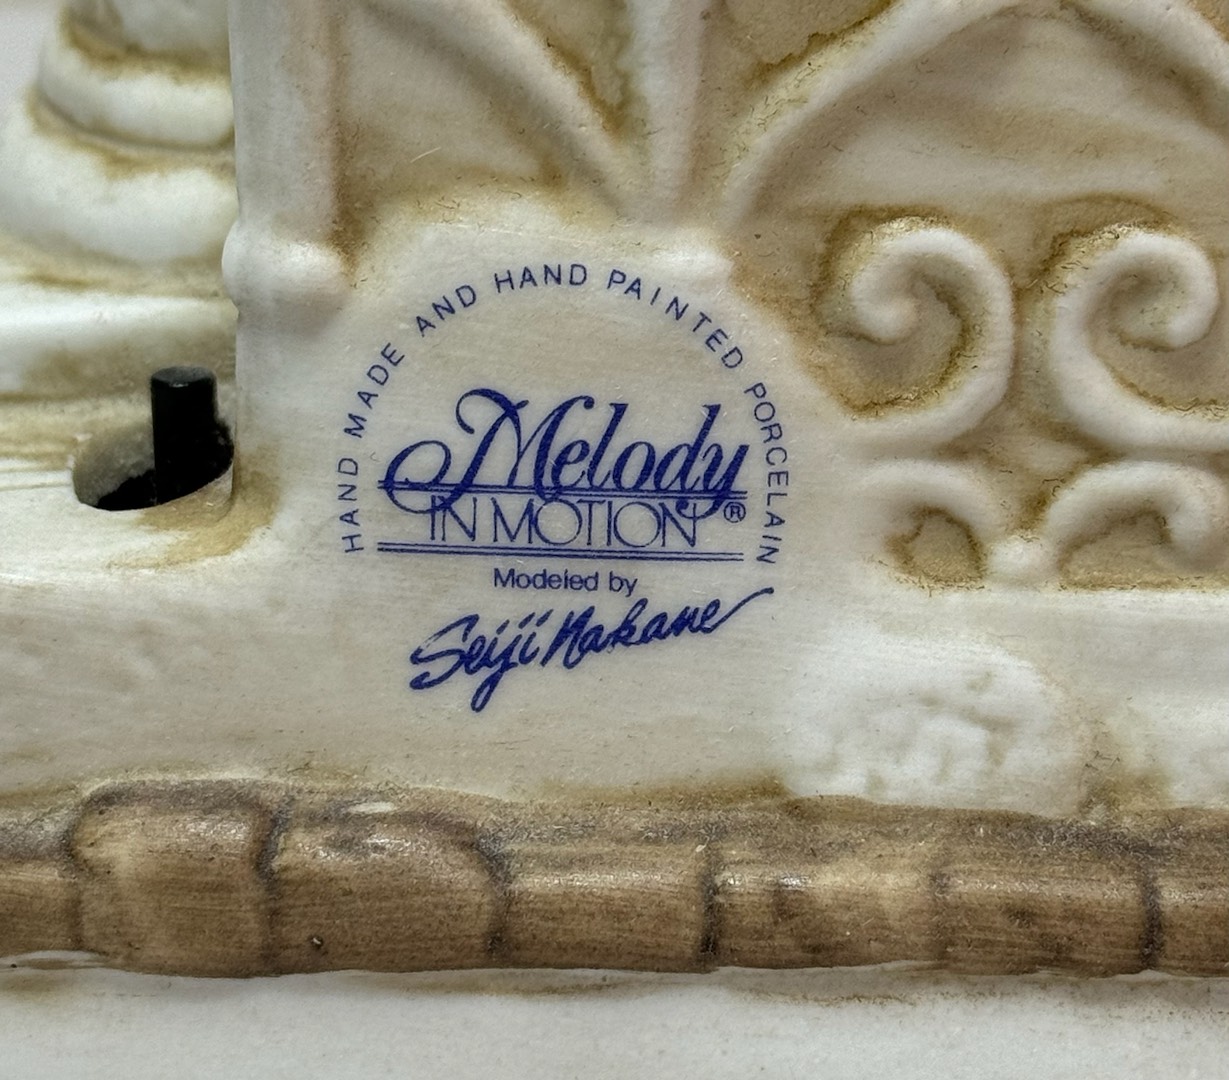 HAND MADE AND HAND PAINTED PORCELAIN
Melody
IN MOTION®
Modeled by
Seiji Nakane